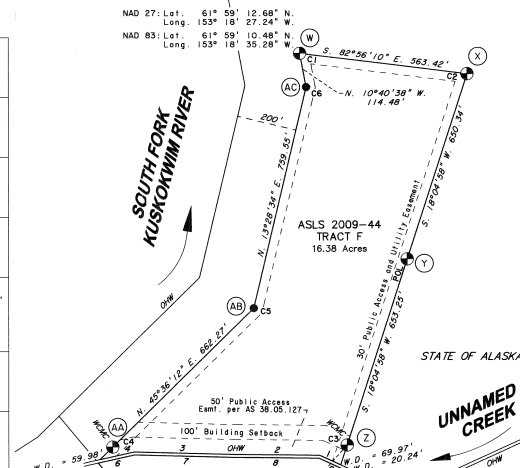 NAD 27: Lat. 61° 59' 12.68" N.
Long. 153° 18' 27.24" W.
NAD 83: Lat. 61° 59' 10.48" N.
Long. 153° 18' 35.28" W.
W
S. 82°56'10" E. 563.42'
X
C1
C2
AC
C6
N. 10°40'38" W.
114.48'
200'
SOUTH FORK
KUSKOKWIM RIVER
N. 13°28'34" E. 759.55'
S. 18°04'58" W. 650.34'
ASLS 2009-44
TRACT F
16.38 Acres
30' Public Access and Utility Easement
Y
POL
OHW
AB
C5
S. 18°04'58" W. 653.25'
N. 45°36'12" E. 662.27'
STATE OF ALASKA
50' Public Access
Esmt. per AS 38.05.127
UNNAMED
CREEK
WCMC
AA
C4
100' Building Setback
WCMC
C3
Z
W.D. = 59.98'
4
3
OHW
2
W.D. = 69.97'
= 20.24'
6
7
8
OHW